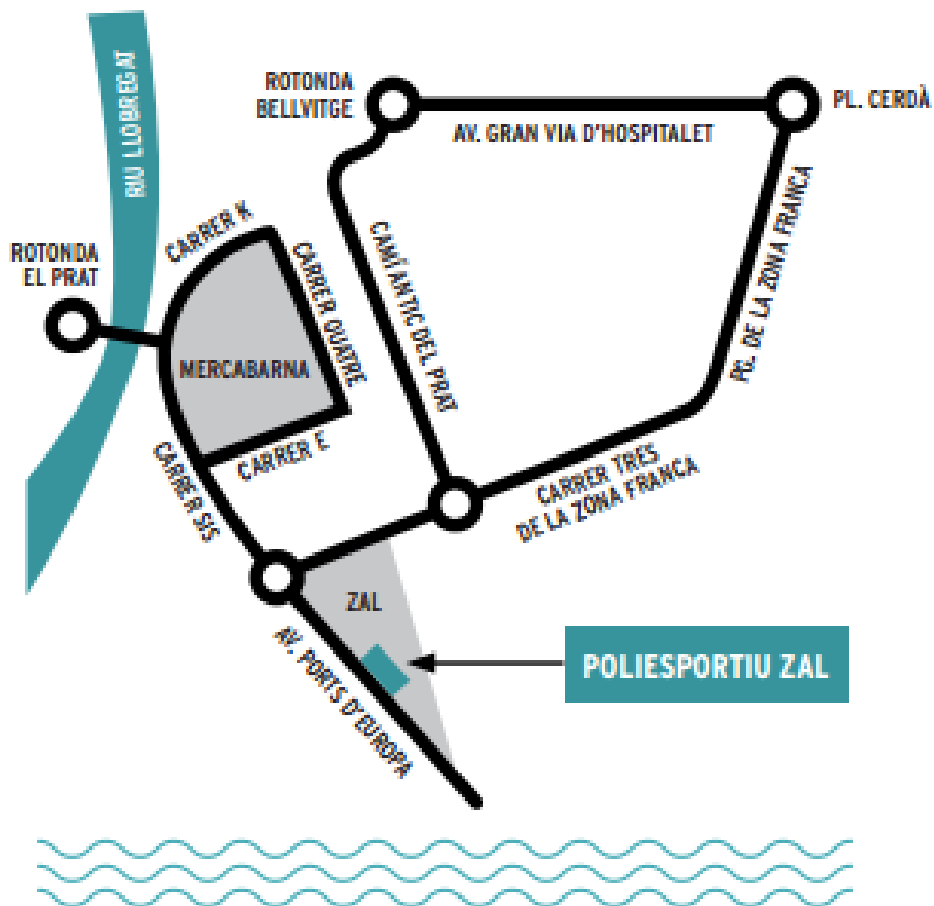 RIU LLOBREGAT
ROTONDA
BELLVITGE
PL. CERDÀ
AV. GRAN VIA D'HOSPITALET
CARRER K
ROTONDA
EL PRAT
CARRER QUATRE
CAMÍ ANTIC DEL PRAT
PG. DE LA ZONA FRANCA
MERCABARNA
CARRER E
CARRER SIS
CARRER TRES
DE LA ZONA FRANCA
ZAL
AV. PORTS D'EUROPA
POLIESPORTIU ZAL